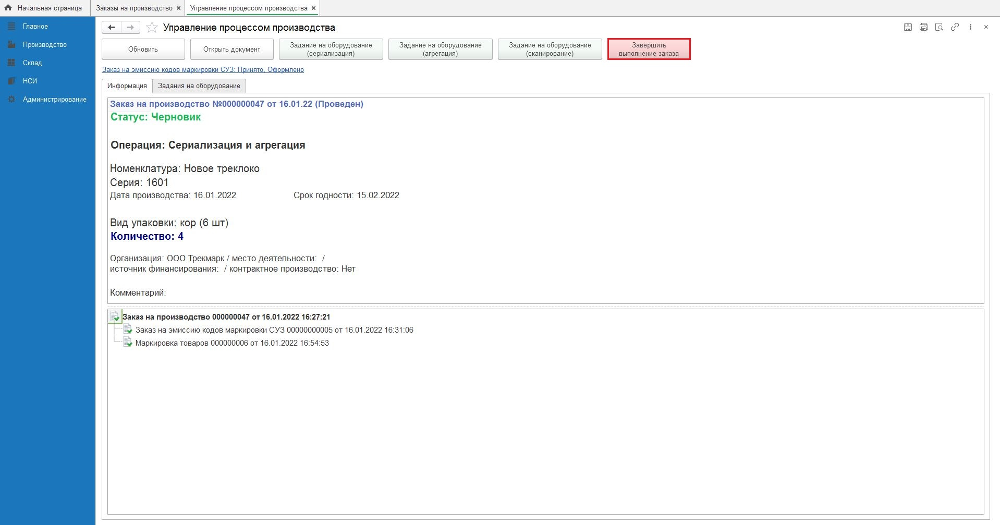 Начальная страница
Заказы на производство ×
Управление процессом производства ×
Главное
Производство
Склад
НСИ
Администрирование
Управление процессом производства
Обновить
Открыть документ
Задание на оборудование
(сериализация)
Задание на оборудование
(агрегация)
Задание на оборудование
(сканирование)
Завершить
выполнение заказа
Заказ на эмиссию кодов маркировки СУЗ: Принято, Оформлено
Информация
Задания на оборудование
Заказ на производство №000000047 от 16.01.22 (Проведен)
Статус: Черновик
Операция: Сериализация и агрегация
Номенклатура: Новое треклоко
Серия: 1601
Дата производства: 16.01.2022 Срок годности: 15.02.2022
Вид упаковки: кор (6 шт)
Количество: 4
Организация: ООО Трекмарк / место деятельности: /
источник финансирования: / контрактное производство: Нет
Комментарий:
Заказ на производство 000000047 от 16.01.2022 16:27:21
Заказ на эмиссию кодов маркировки СУЗ 00000000005 от 16.01.2022 16:31:06
Маркировка товаров 000000006 от 16.01.2022 16:54:53